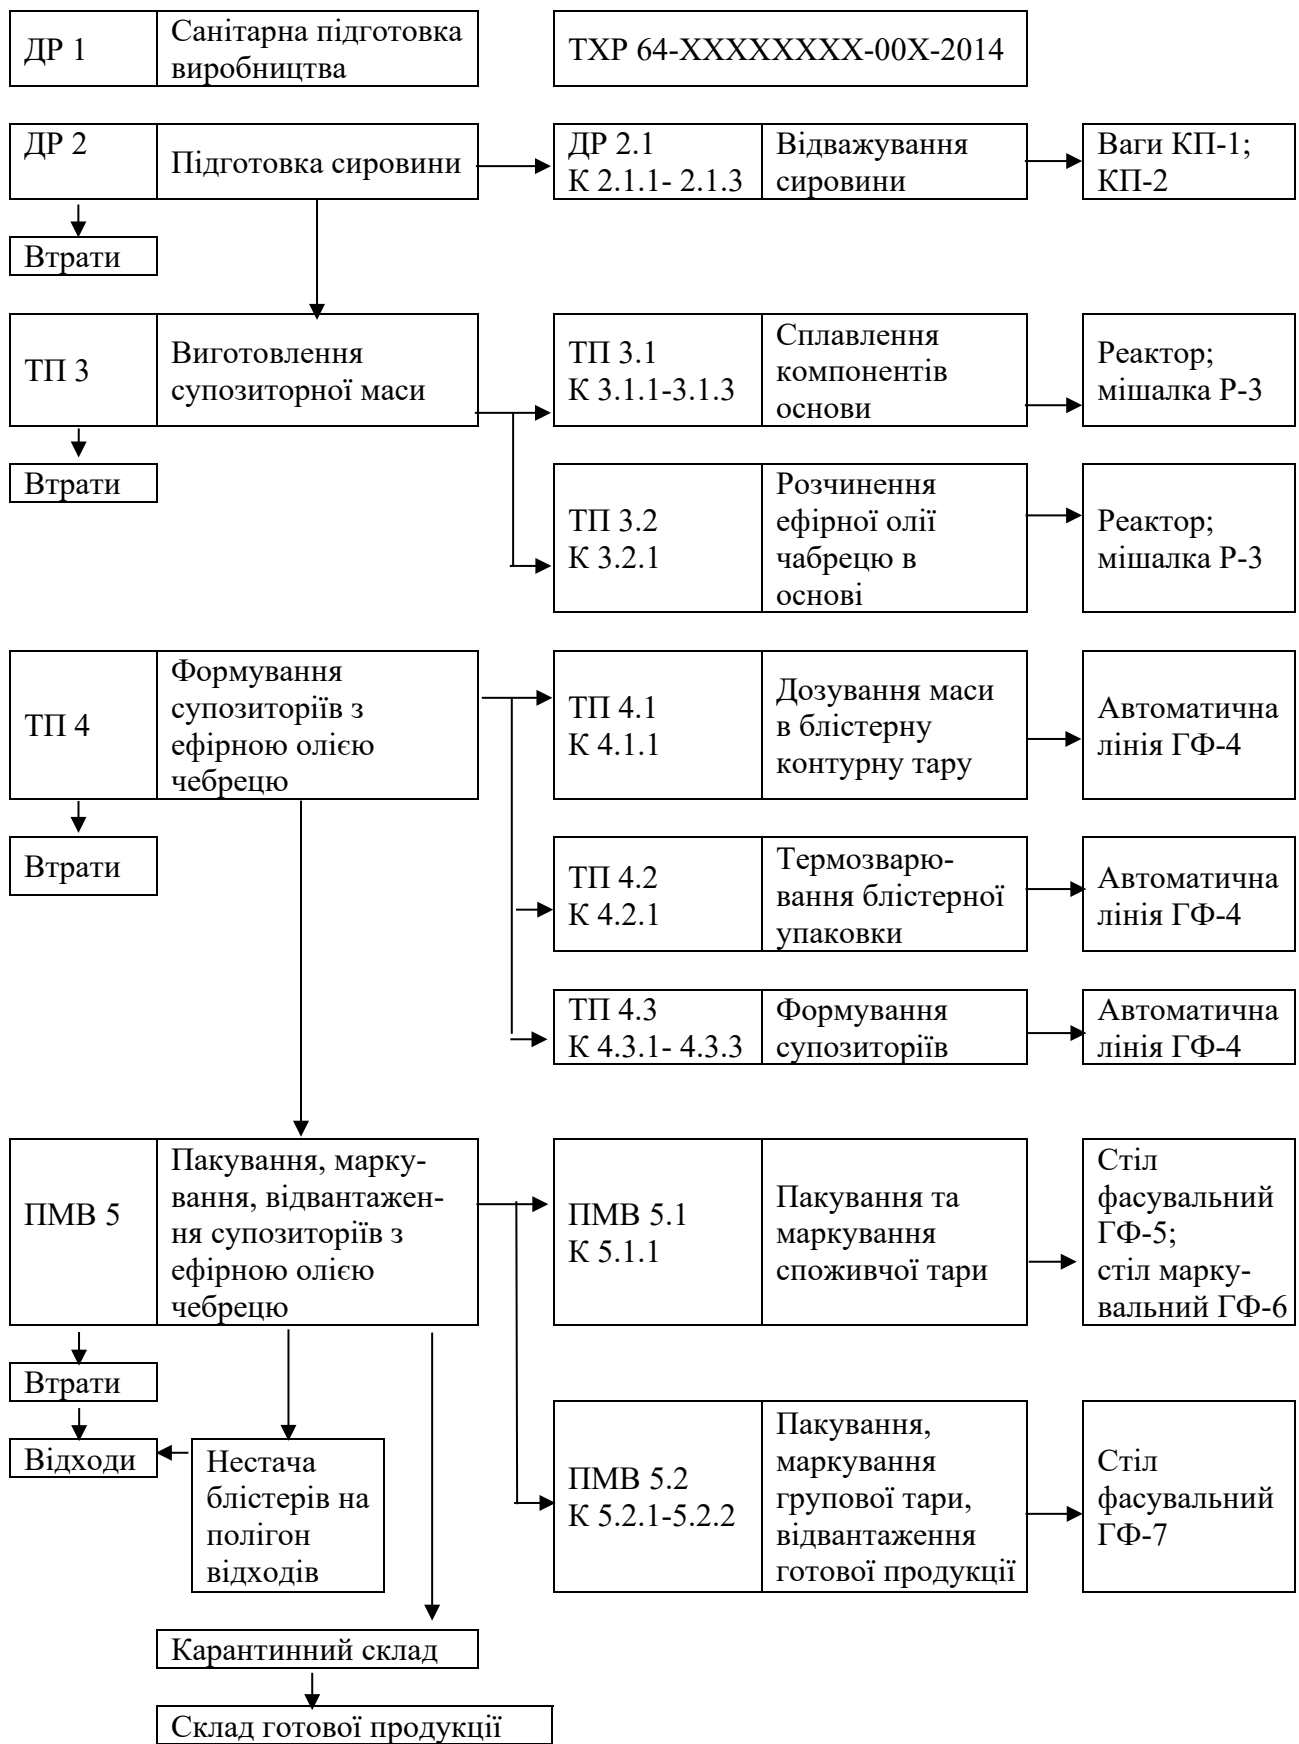 ДР 1
Санітарна підготовка
виробництва
ТХР 64-ХХХХХХХХ-00Х-2014
ДР 2
Підготовка сировини
ДР 2.1
К 2.1.1- 2.1.3
Відважування
сировини
Ваги КП-1;
КП-2
Втрати
ТП 3
Виготовлення
супозиторної маси
ТП 3.1
К 3.1.1-3.1.3
Сплавлення
компонентів
основи
Реактор;
мішалка Р-3
Втрати
ТП 3.2
К 3.2.1
Розчинення
ефірної олії
чабрецю в
основі
Реактор;
мішалка Р-3
ТП 4
Формування
супозиторіїв з
ефірною олією
чебрецю
ТП 4.1
К 4.1.1
Дозування маси
в блістерну
контурну тару
Автоматична
лінія ГФ-4
Втрати
ТП 4.2
К 4.2.1
Термозварю-
вання блістерної
упаковки
Автоматична
лінія ГФ-4
ТП 4.3
К 4.3.1- 4.3.3
Формування
супозиторіїв
Автоматична
лінія ГФ-4
ПМВ 5
Пакування, марку-
вання, відвантажен-
ня супозиторіїв з
ефірною олією
чебрецю
ПМВ 5.1
К 5.1.1
Пакування та
маркування
споживчої тари
Стіл
фасувальний
ГФ-5;
стіл марку-
вальний ГФ-6
Втрати
Відходи
Нестача
блістерів на
полігон
відходів
ПМВ 5.2
К 5.2.1-5.2.2
Пакування,
маркування
групової тари,
відвантаження
готової продукції
Стіл
фасувальний
ГФ-7
Карантинний склад
Склад готової продукції